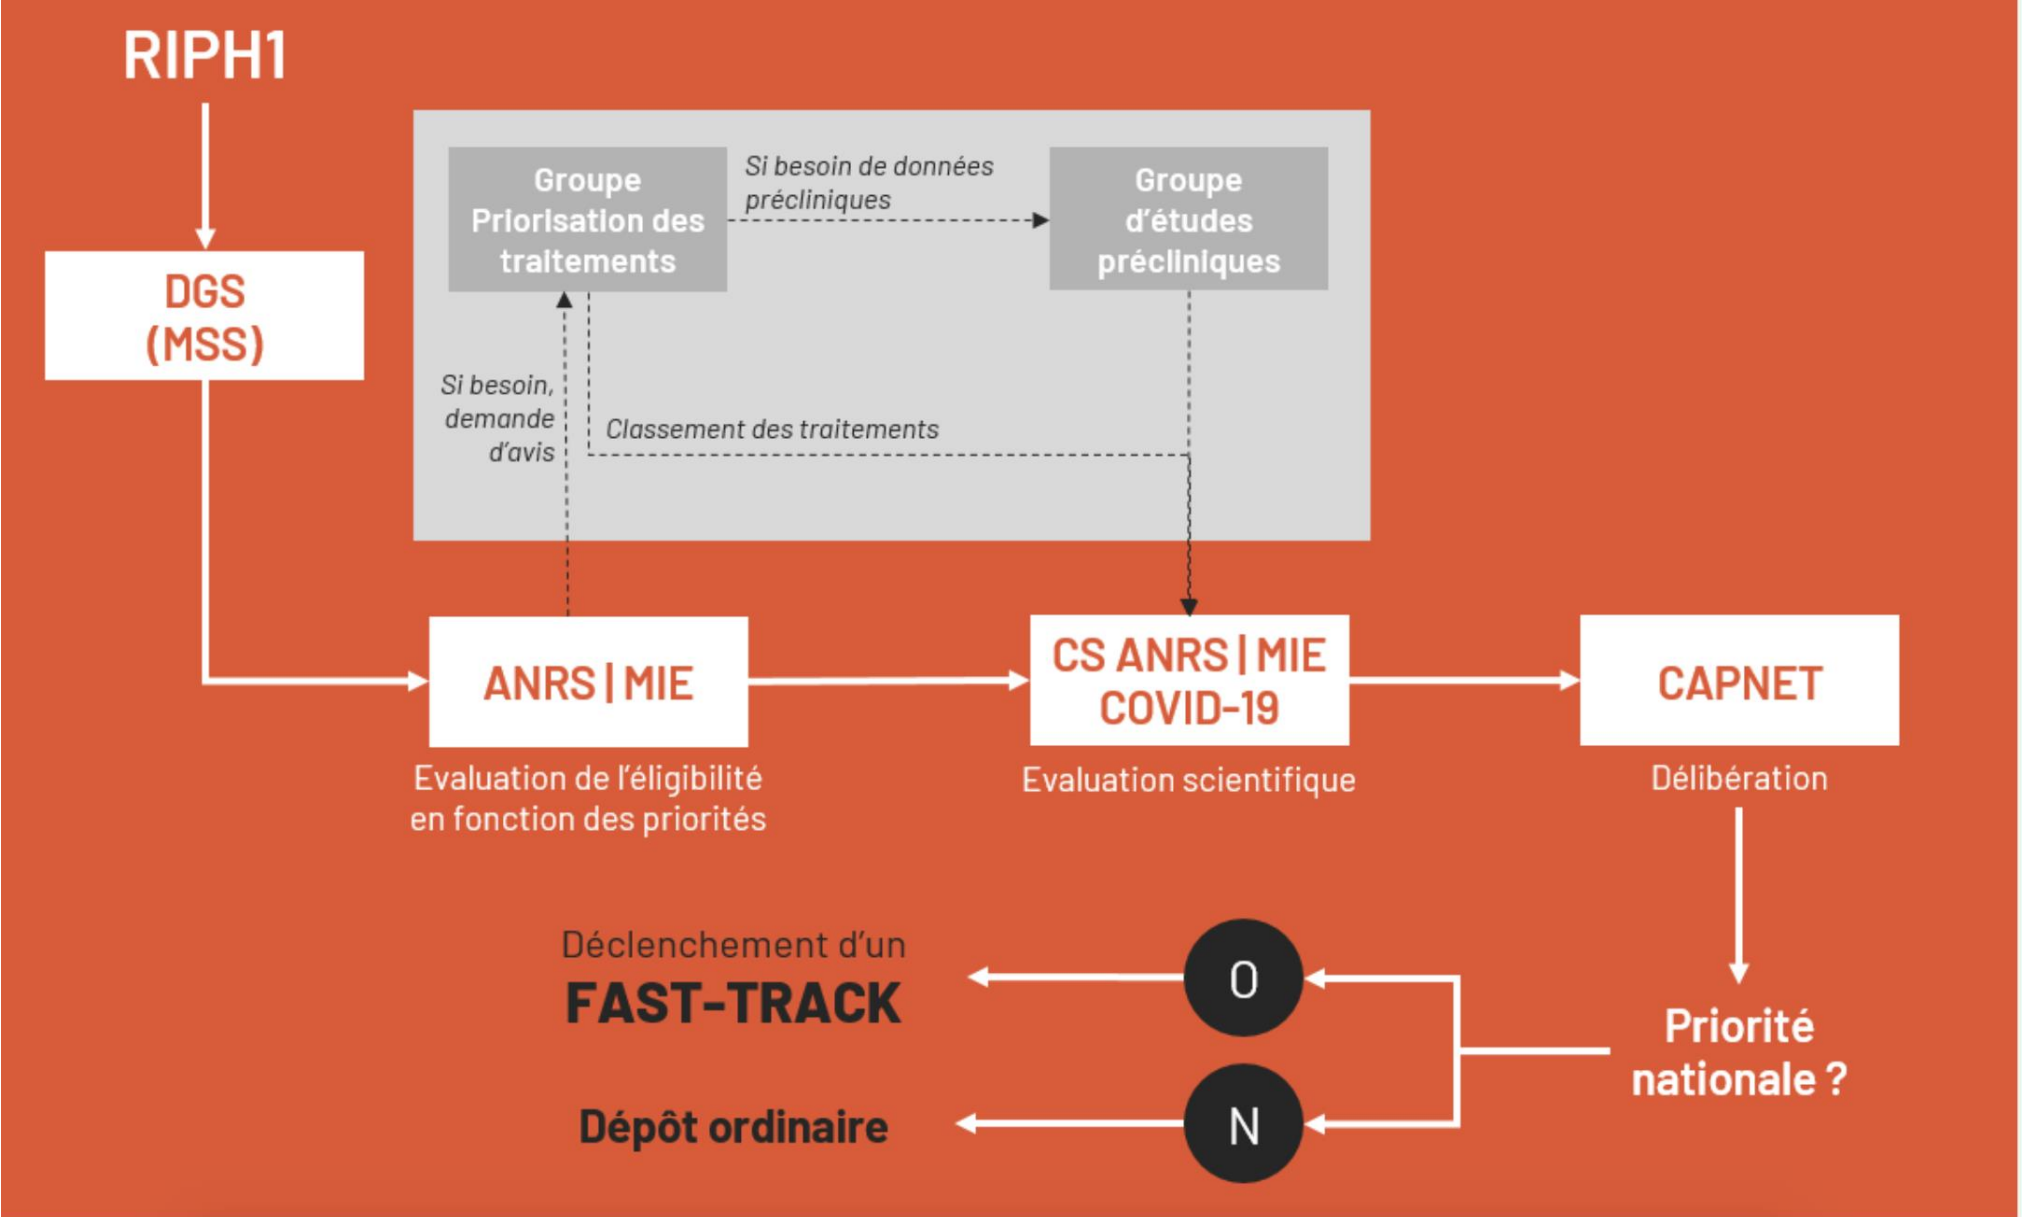 RIPH1
DGS
(MSS)
Groupe
Priorisation des
traitements
Si besoin de données
précliniques
Groupe
d'études
précliniques
Si besoin,
demande
d'avis
Classement des traitements
ANRS | MIE
Evaluation de l'éligibilité
en fonction des priorités
CS ANRS | MIE
COVID-19
Evaluation scientifique
CAPNET
Délibération
Priorité
nationale ?
O
Déclenchement d'un
FAST-TRACK
N
Dépôt ordinaire